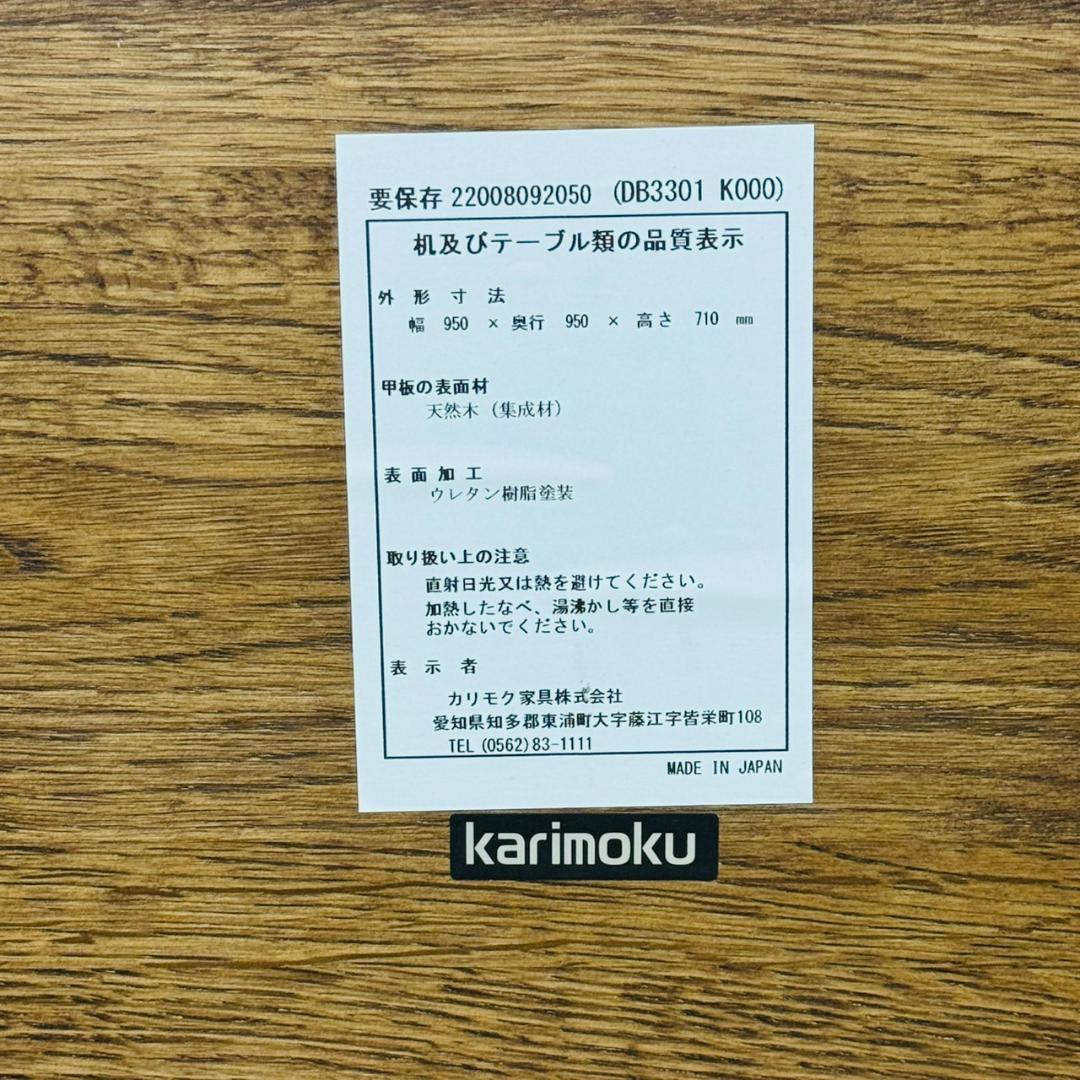 要保存 22008092050 (DB3301 K000)
机及びテーブル類の品質表示
外形寸法
幅 950 × 奥行 950 × 高さ 710 mm
甲板の表面材
天然木（集成材）
表面加工
ウレタン樹脂塗装
取り扱い上の注意
直射日光又は熱を避けてください。
加熱したなべ、湯沸かし等を直接
おかないでください。
表示者
カリモク家具株式会社
愛知県知多郡東浦町大字藤江字皆栄町108
TEL (0562)83-1111
MADE IN JAPAN
karimoku